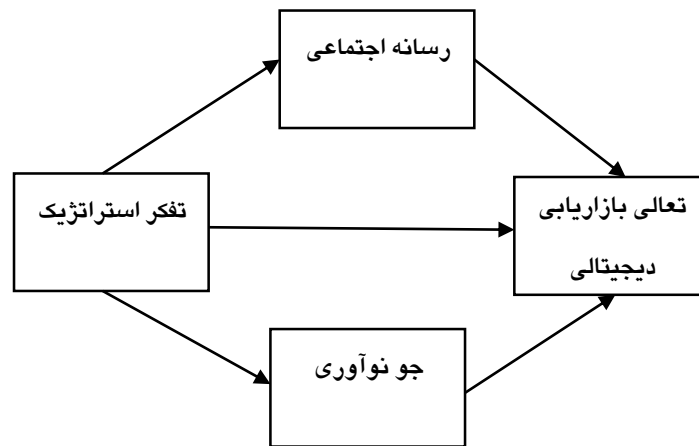 رسانه اجتماعی
تفکر استراتژیک
تعالی بازاریابی
دیجیتالی
جو نوآوری